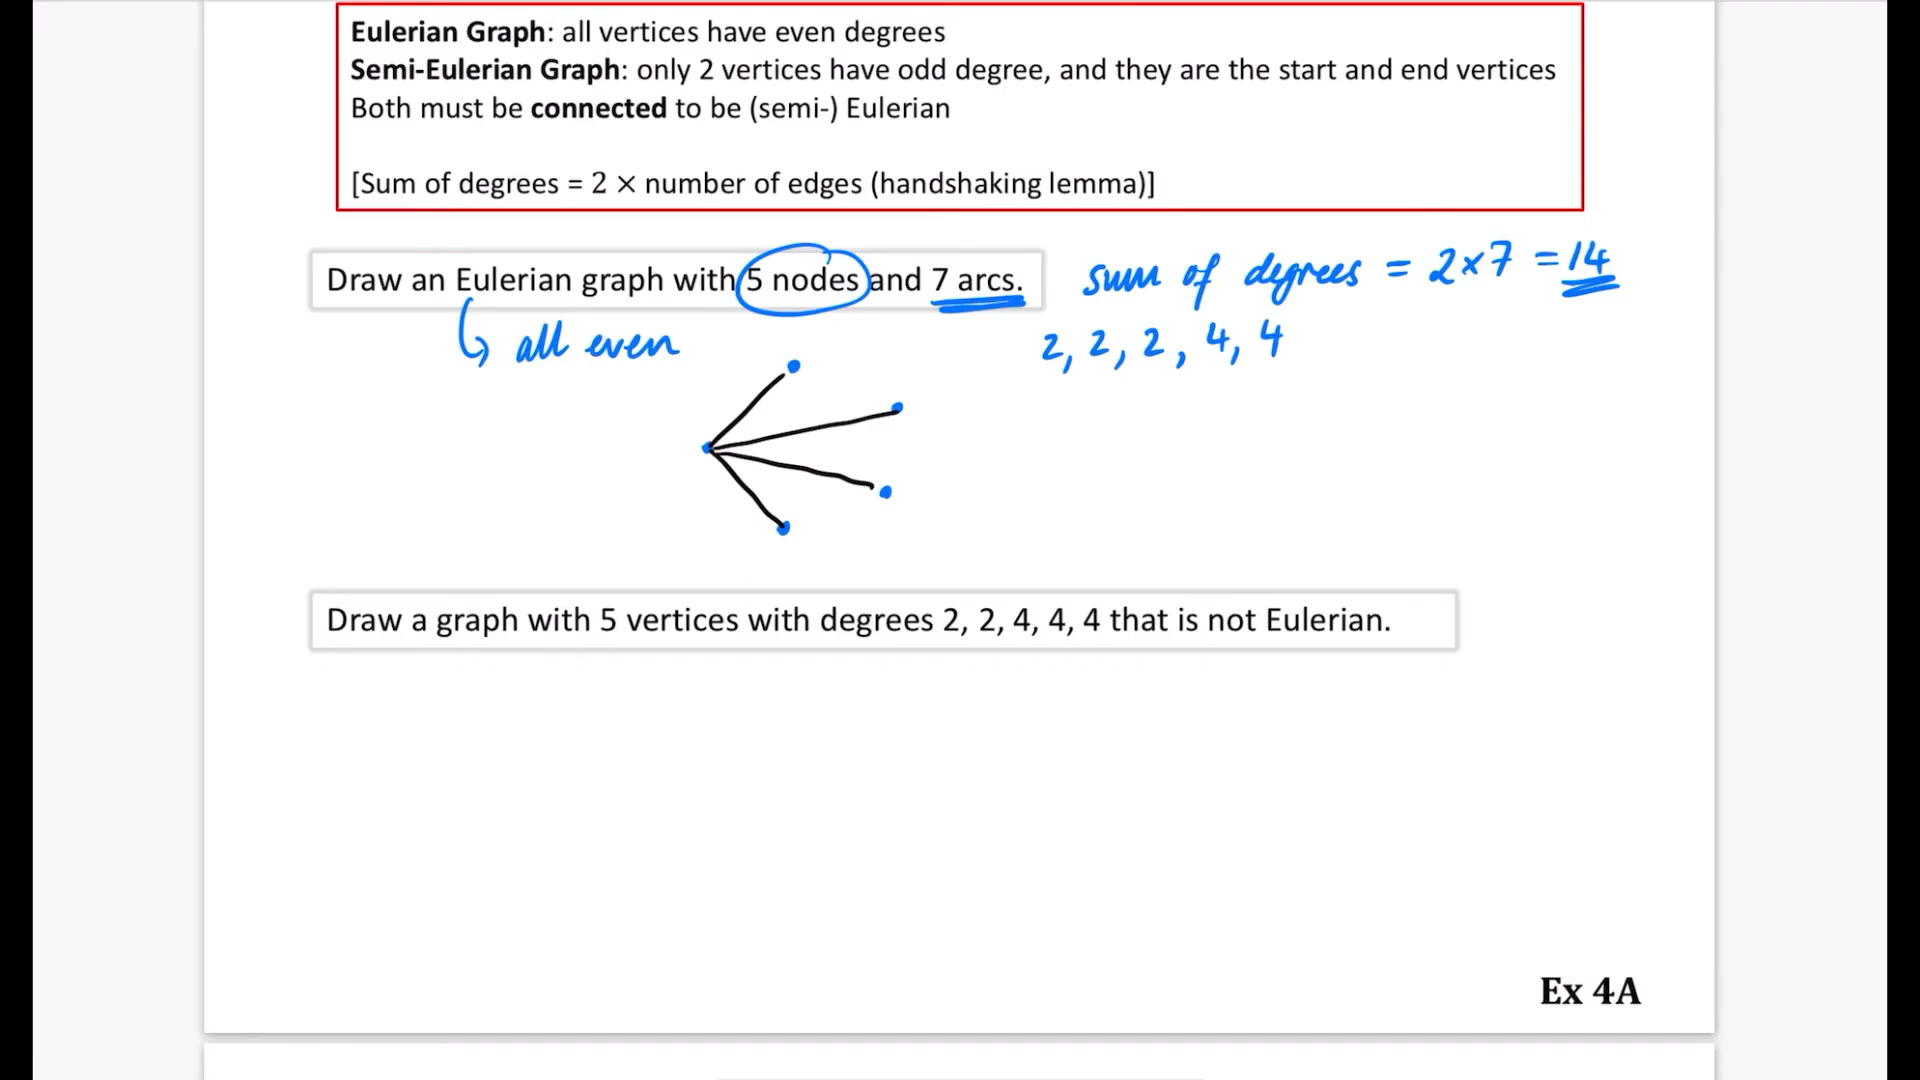 Eulerian Graph: all vertices have even degrees
Semi-Eulerian Graph: only 2 vertices have odd degree, and they are the start and end vertices
Both must be connected to be (semi-) Eulerian
[Sum of degrees = 2 × number of edges (handshaking lemma)]
Draw an Eulerian graph with 5 nodes and 7 arcs.
sum of degrees = 2×7 = 14
all even
2, 2, 2, 4, 4
Draw a graph with 5 vertices with degrees 2, 2, 4, 4, 4 that is not Eulerian.
Ex 4A